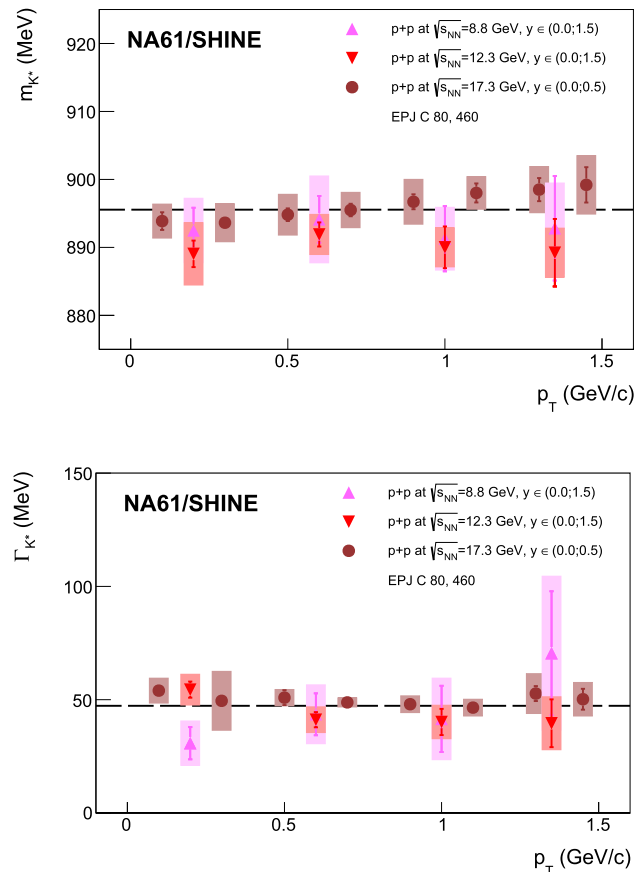 m_K* (MeV)
NA61/SHINE
p+p at √s_NN=8.8 GeV, y ∈ (0.0;1.5)
p+p at √s_NN=12.3 GeV, y ∈ (0.0;1.5)
p+p at √s_NN=17.3 GeV, y ∈ (0.0;0.5)
EPJ C 80, 460
920
910
900
890
880
0 0.5 1 1.5
p_T (GeV/c)
Γ_K* (MeV)
NA61/SHINE
p+p at √s_NN=8.8 GeV, y ∈ (0.0;1.5)
p+p at √s_NN=12.3 GeV, y ∈ (0.0;1.5)
p+p at √s_NN=17.3 GeV, y ∈ (0.0;0.5)
EPJ C 80, 460
150
100
50
0
0 0.5 1 1.5
p_T (GeV/c)